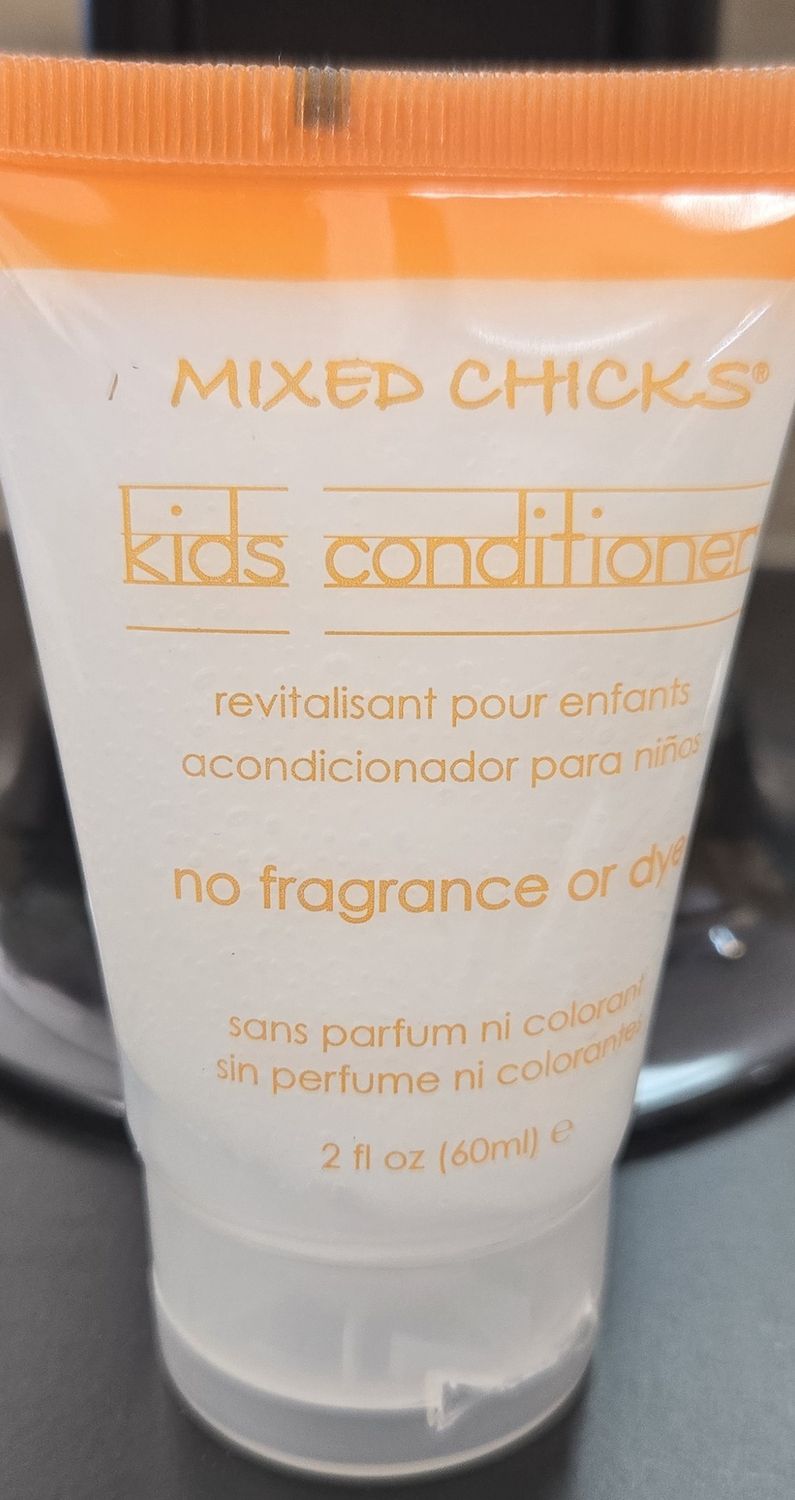 MIXED CHICKS®
kids conditioner
revitalisant pour enfants
acondicionador para niños
no fragrance or dye
sans parfum ni colorant
sin perfume ni colorantes
2 fl oz (60ml) ℮